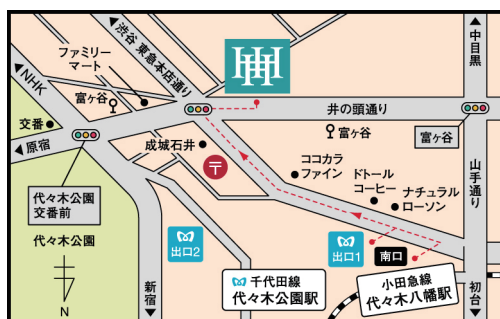 渋谷 東急本店通り
中目黒
ファミリー
マート
NHK
HH
富ヶ谷
井の頭通り
交番
富ヶ谷
富ヶ谷
原宿
成城石井
山手通り
〒
ココカラ
ファイン
ドトール
コーヒー
ナチュラル
ローソン
代々木公園
交番前
代々木公園
出口2
出口1
南口
千代田線
代々木公園駅
小田急線
代々木八幡駅
新宿
初台
N